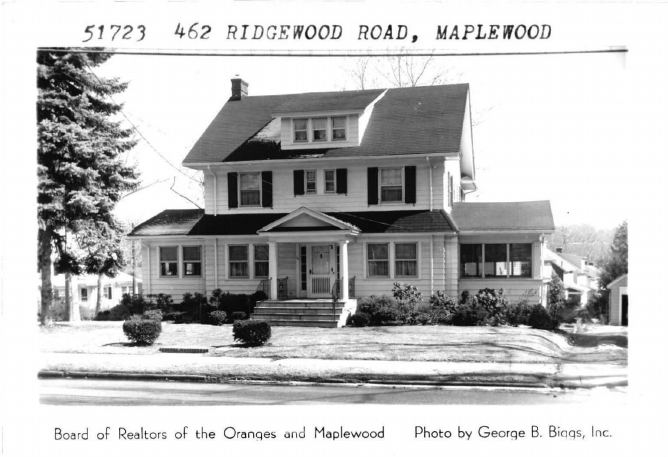 51723 462 RIDGEWOOD ROAD, MAPLEWOOD
Board of Realtors of the Oranges and Maplewood Photo by George B. Biggs, Inc.